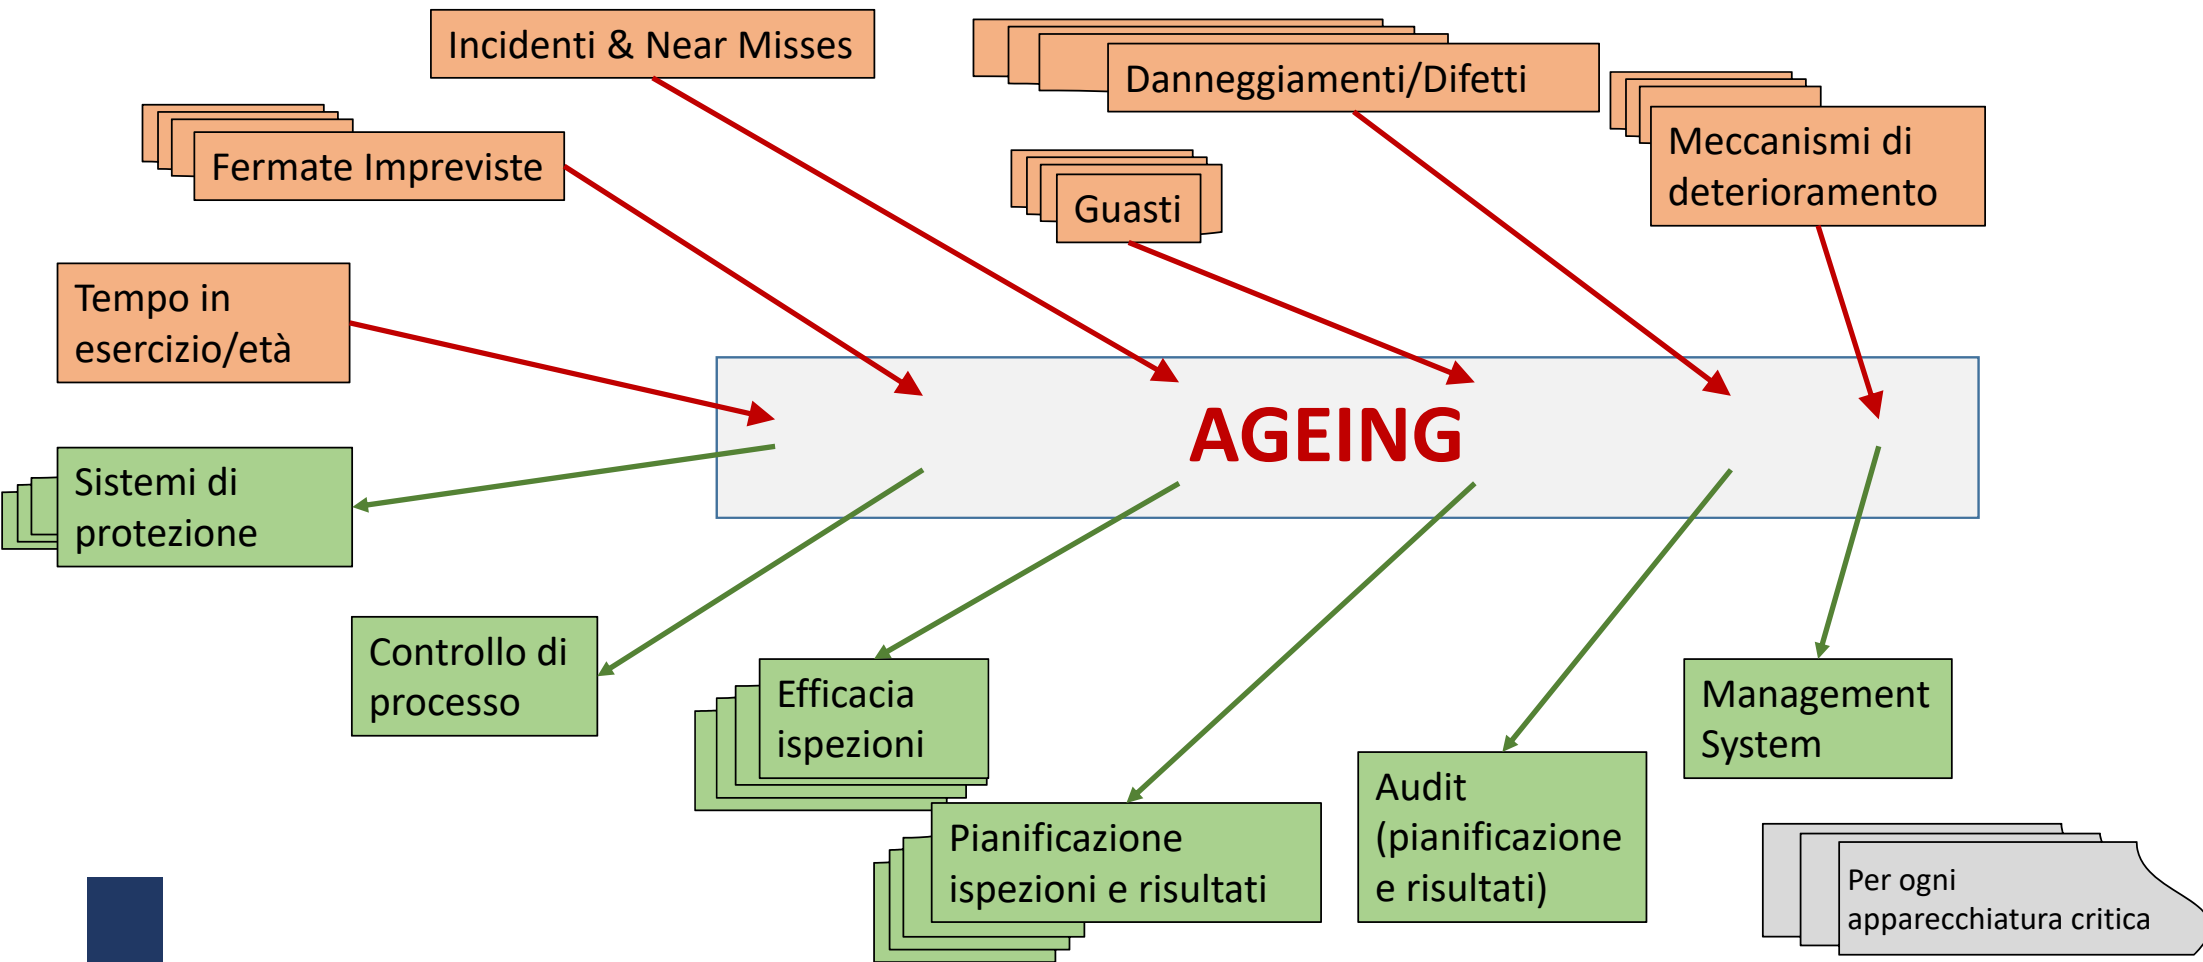 Incidenti & Near Misses
Danneggiamenti/Difetti
Fermate Impreviste
Meccanismi di
deterioramento
Guasti
Tempo in
esercizio/età
AGEING
Sistemi di
protezione
Controllo di
processo
Efficacia
ispezioni
Management
System
Pianificazione
ispezioni e risultati
Audit
(pianificazione
e risultati)
Per ogni
apparecchiatura critica